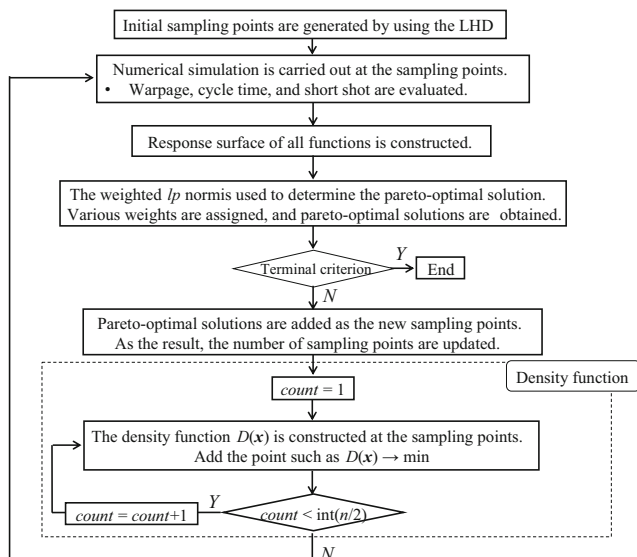 Initial sampling points are generated by using the LHD
Numerical simulation is carried out at the sampling points.
• Warpage, cycle time, and short shot are evaluated.
Response surface of all functions is constructed.
The weighted lp normis used to determine the pareto-optimal solution.
Various weights are assigned, and pareto-optimal solutions are obtained.
Terminal criterion
Y
End
N
Pareto-optimal solutions are added as the new sampling points.
As the result, the number of sampling points are updated.
Density function
count = 1
The density function D(x) is constructed at the sampling points.
Add the point such as D(x) → min
count = count+1
Y
count < int(n/2)
N